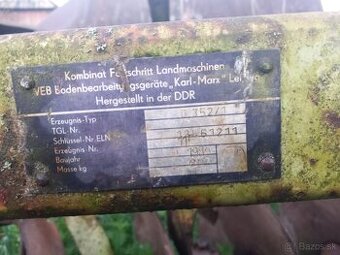 Kombinat Fortschritt Landmaschinen
VEB Bodenbearbeitungsgeräte „Karl-Marx“ Leipzig
Hergestellt in der DDR
Erzeugnis-Typ
TGL Nr.
Schlüssel Nr. ELN
Erzeugnis Nr.
Baujahr
Masse kg
Bazos.sk